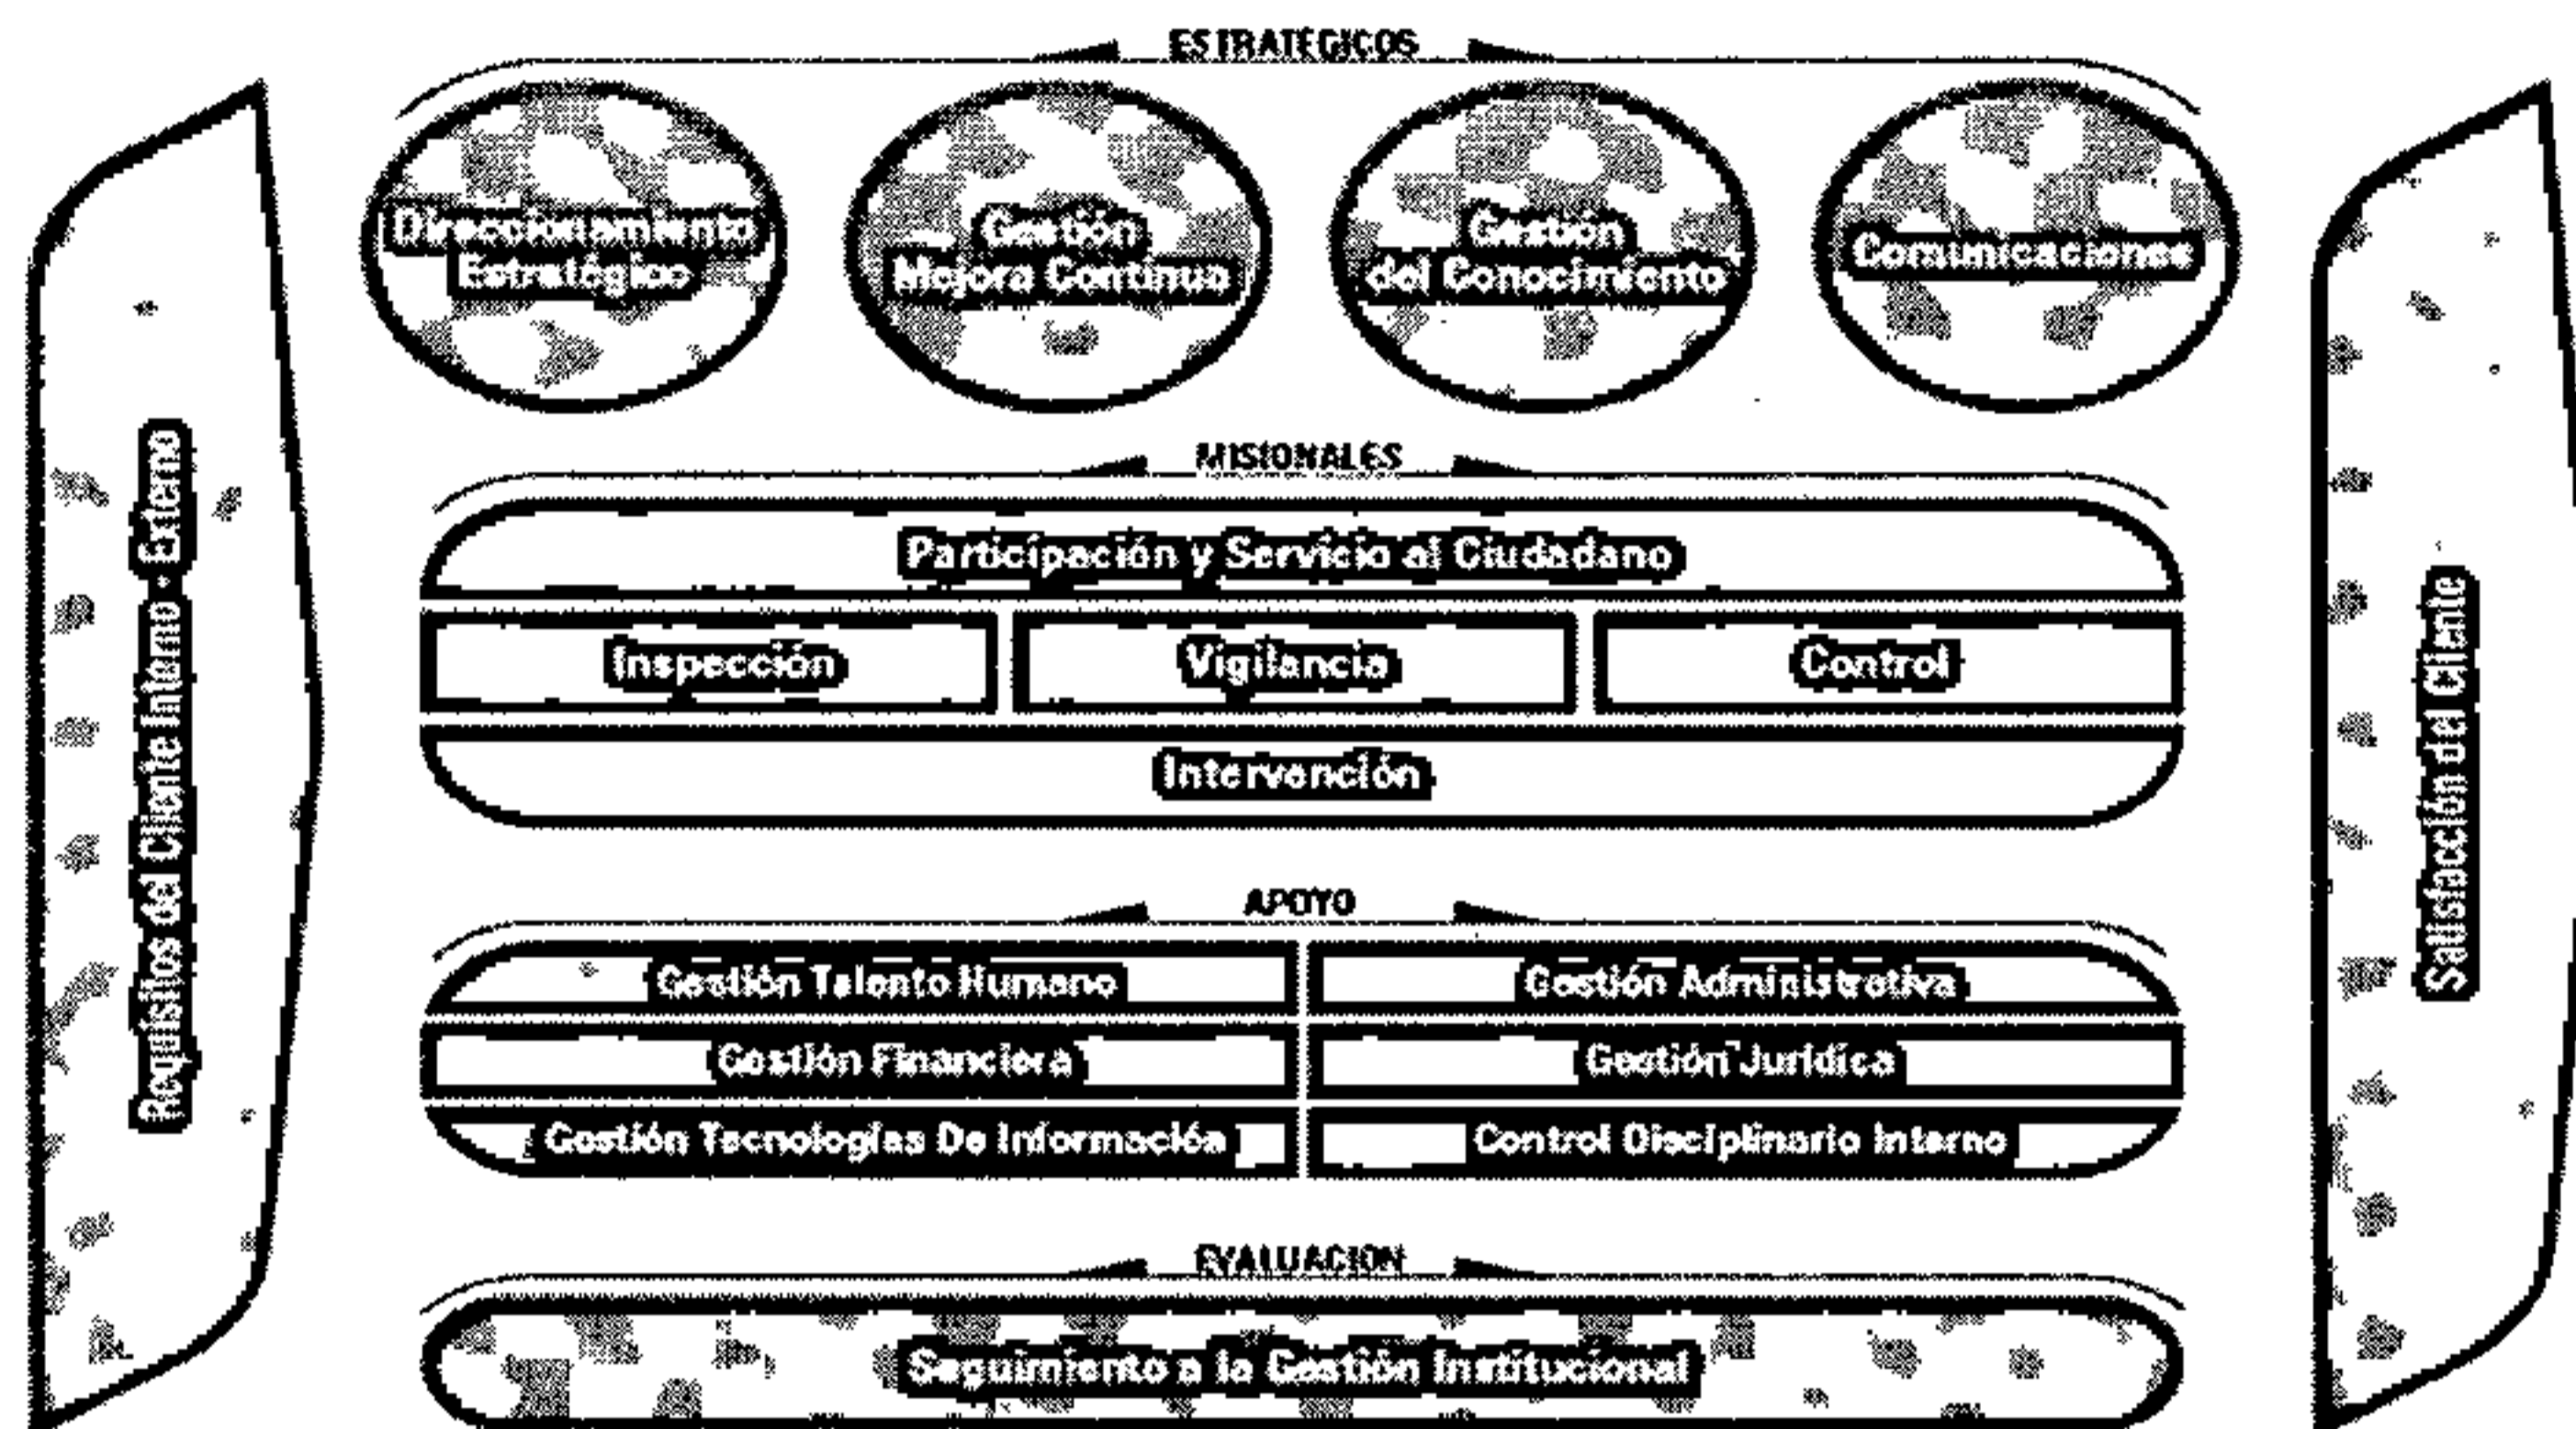 ESTRATEGICOS
Direccionamiento
Estratégico
Gestión
Mejora Continua
Gestión
del Conocimiento
Comunicaciones
MISIONALES
Participación y Servicio al Ciudadano
Inspección
Vigilancia
Control
Intervención
APOYO
Gestión Talento Humano
Gestión Administrativa
Gestión Financiera
Gestión Jurídica
Gestión Tecnologías De Información
Control Disciplinario Interno
EVALUACION
Seguimiento a la Gestión Institucional
Requisitos del Cliente Interno - Externo
Satisfacción del Cliente